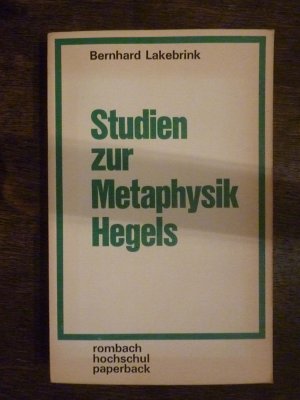 Bernhard Lakebrink
Studien
zur
Metaphysik
Hegels
rombach
hochschul
paperback